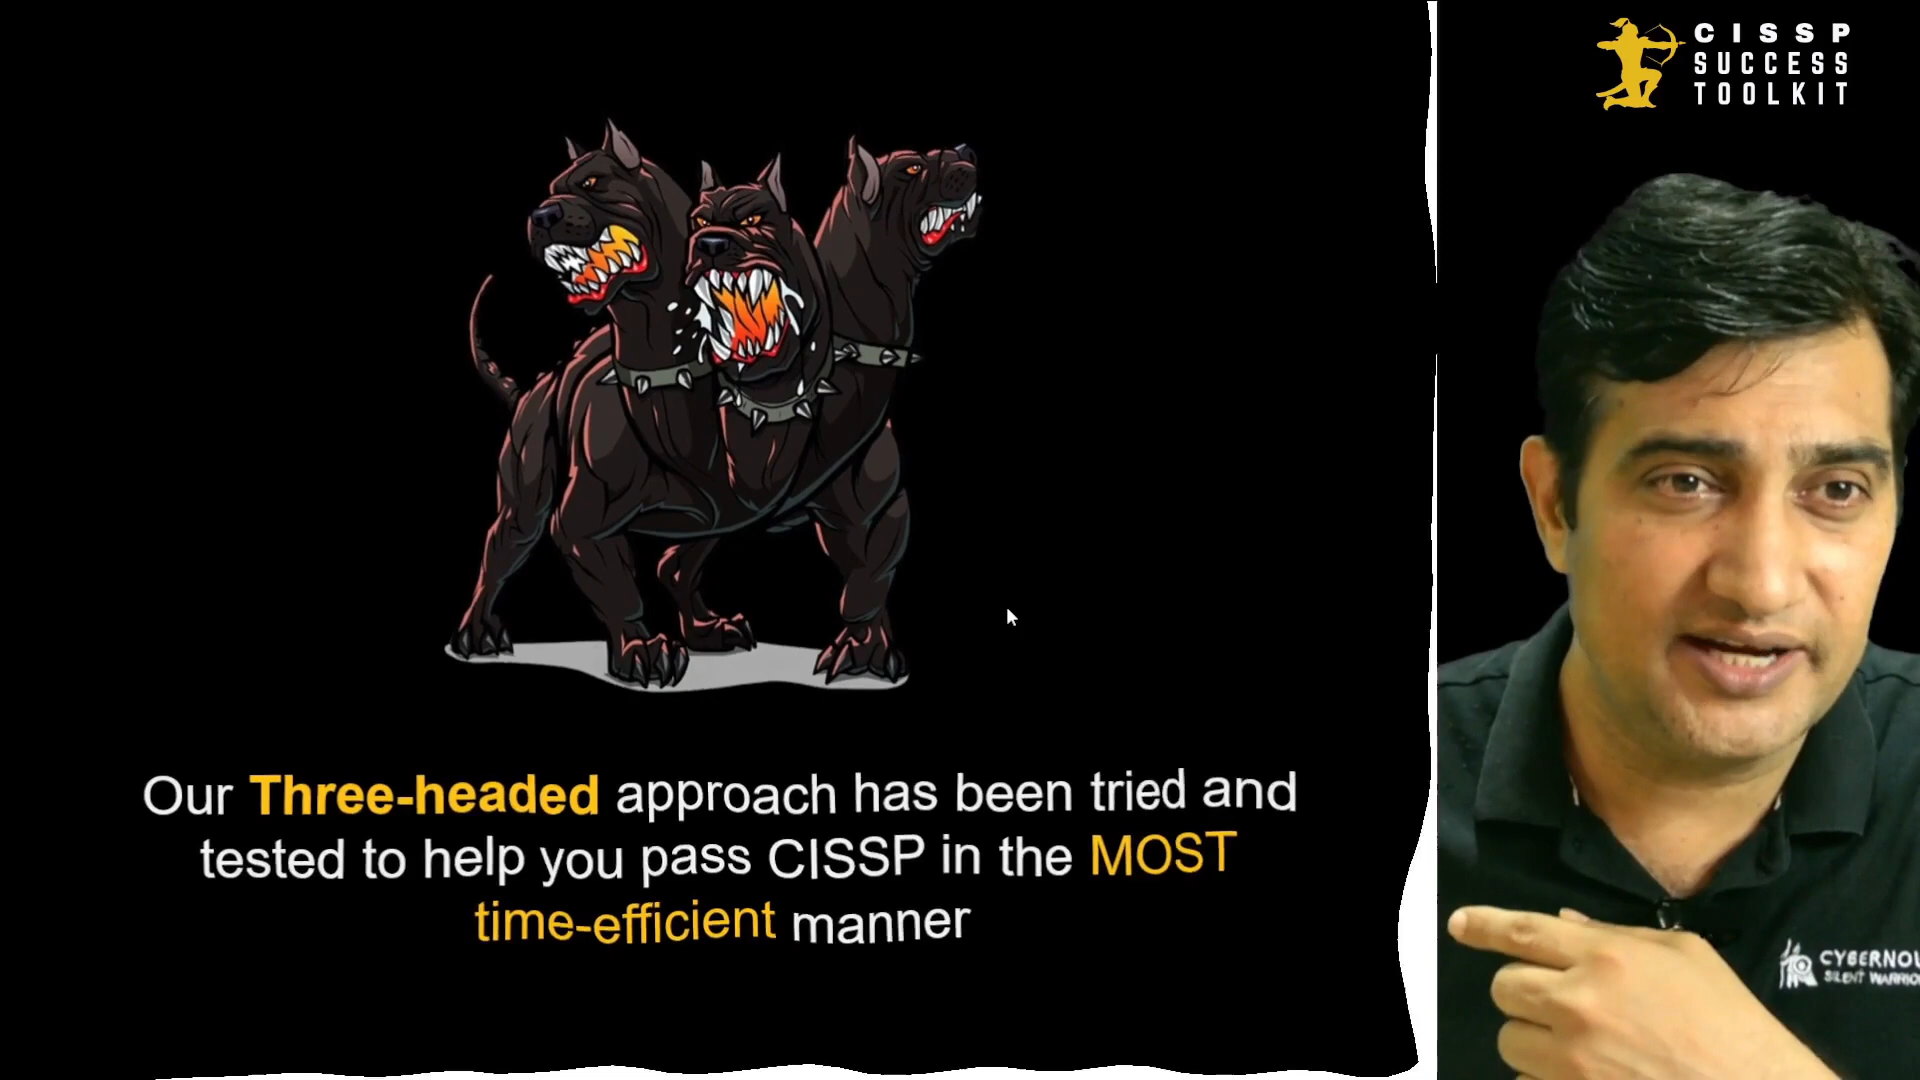 CISSP
SUCCESS
TOOLKIT
Our Three-headed approach has been tried and
tested to help you pass CISSP in the MOST
time-efficient manner
SILENT